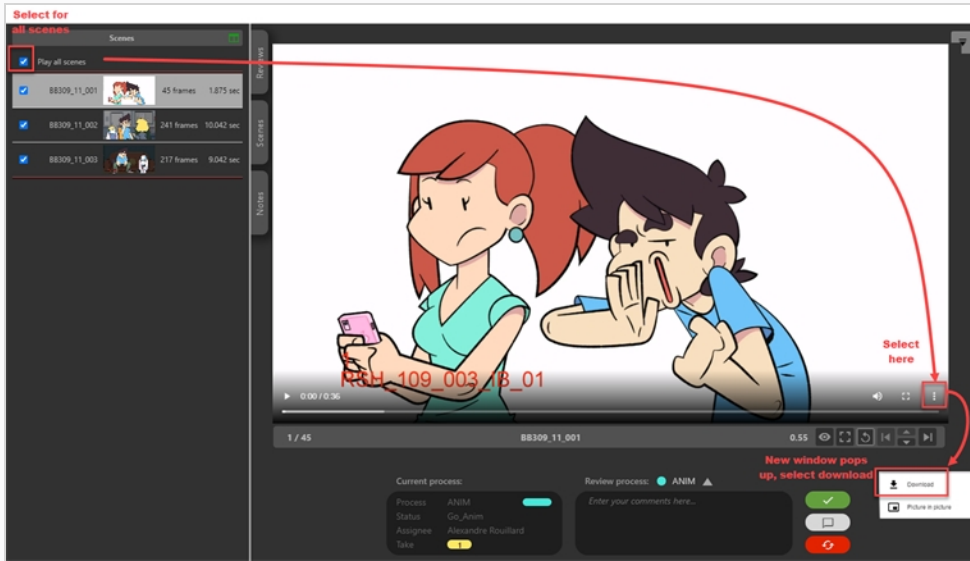 Select for
all scenes
Scenes
Play all scenes
BB309_11_001 45 frames 1.875 sec
BB309_11_002 241 frames 10.042 sec
BB309_11_003 217 frames 9.042 sec
Reviews
Scenes
Notes
RSH_109_003_iB_01
Select
here
0:00 / 0:36
1 / 45 BB309_11_001 0.55
New window pops
up, select download
Download
Picture in picture
Current process:
Process ANIM
Status Go_Anim
Assignee Alexandre Rouillard
Take 1
Review process: ANIM
Enter your comments here...